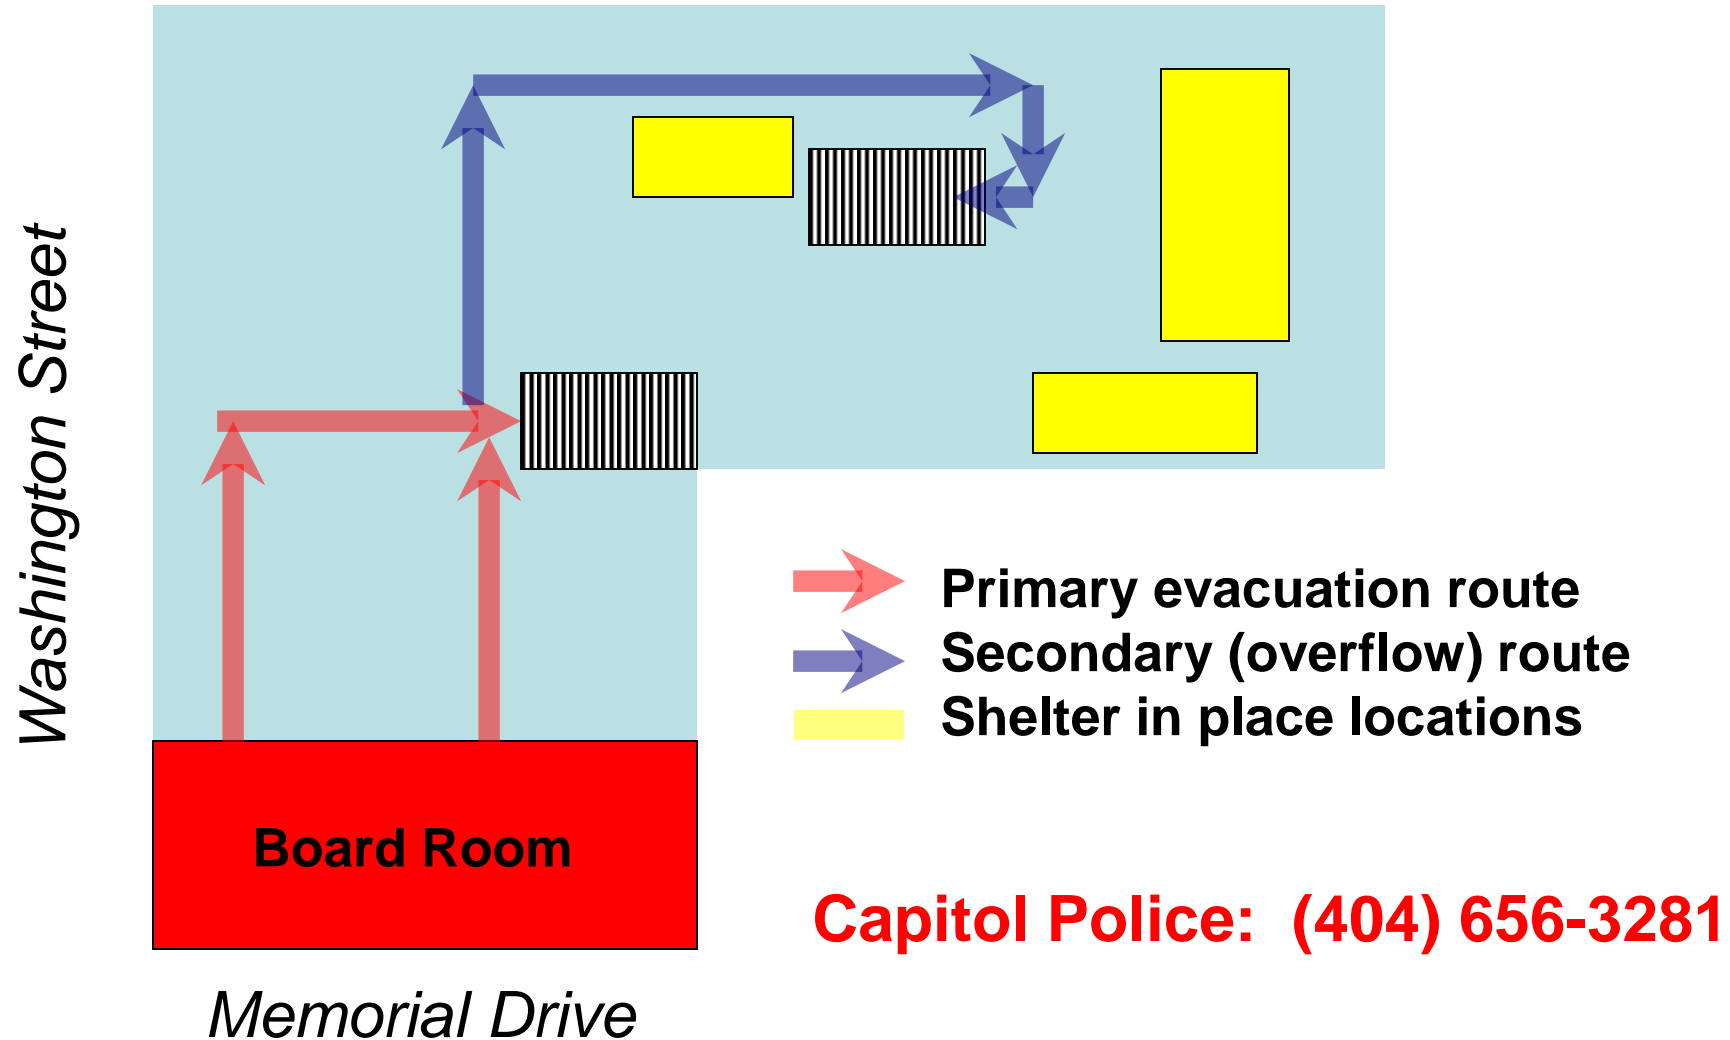 Washington Street
Primary evacuation route
Secondary (overflow) route
Shelter in place locations
Board Room
Capitol Police: (404) 656-3281
Memorial Drive